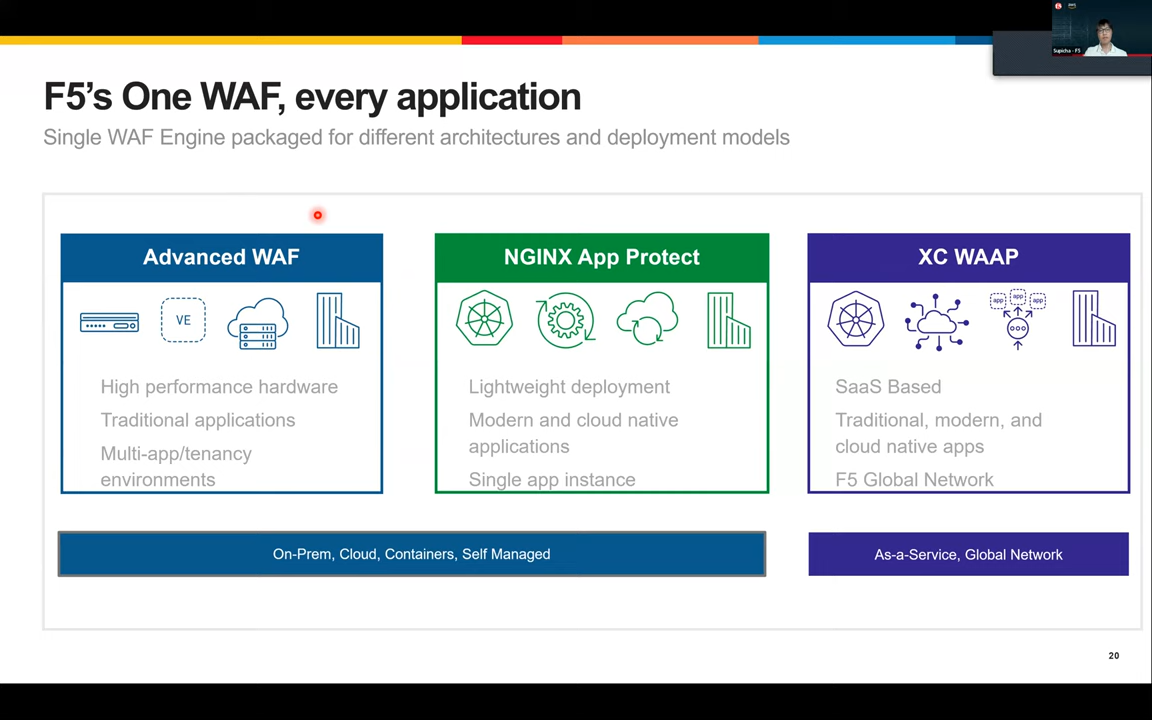 Supicha - F5
F5's One WAF, every application
Single WAF Engine packaged for different architectures and deployment models
Advanced WAF
VE
High performance hardware
Traditional applications
Multi-app/tenancy
environments
NGINX App Protect
Lightweight deployment
Modern and cloud native
applications
Single app instance
XC WAAP
app
app
app
SaaS Based
Traditional, modern, and
cloud native apps
F5 Global Network
On-Prem, Cloud, Containers, Self Managed
As-a-Service, Global Network
20